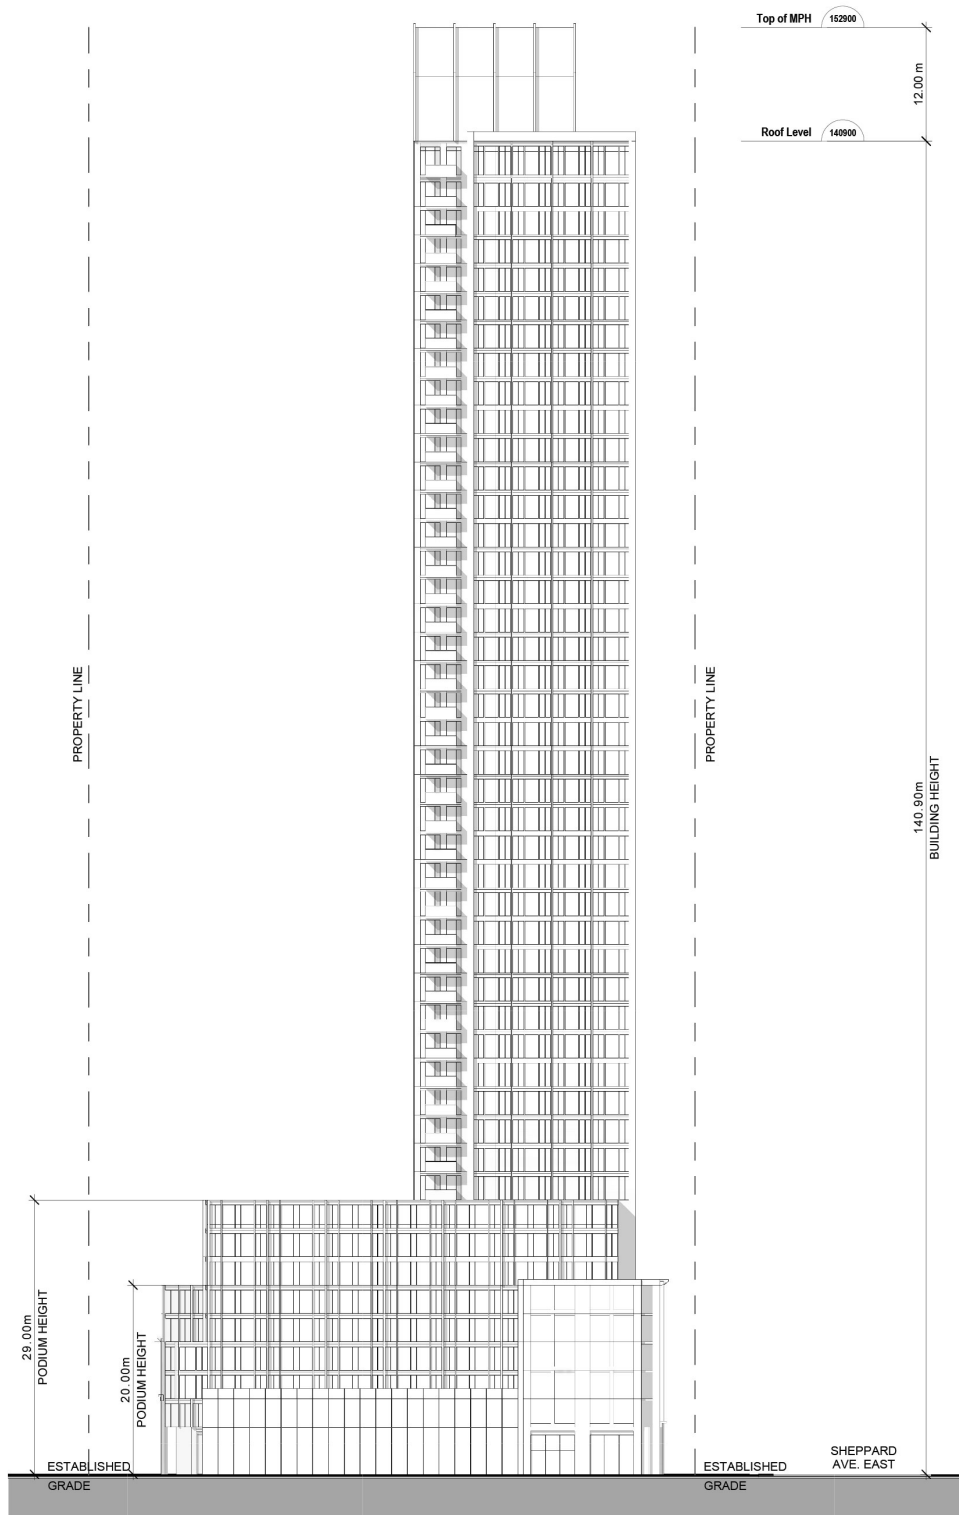 Top of MPH 152900
12.00 m
Roof Level 140900
PROPERTY LINE
PROPERTY LINE
140.90m
BUILDING HEIGHT
29.00m
PODIUM HEIGHT
20.00m
PODIUM HEIGHT
ESTABLISHED
GRADE
ESTABLISHED
GRADE
SHEPPARD
AVE. EAST